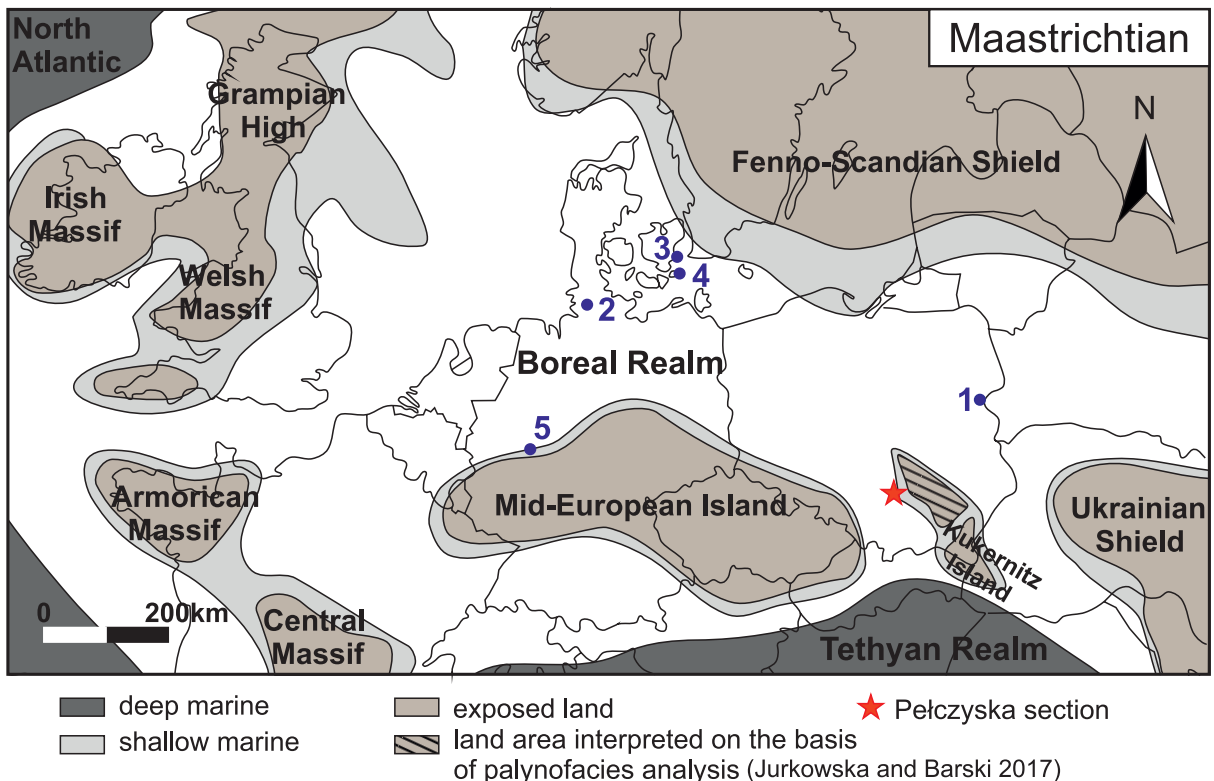 North
Atlantic
Maastrichtian
Grampian
High
N
Fenno-Scandian Shield
Irish
Massif
Welsh
Massif
3
4
2
Boreal Realm
1
5
Armorican
Massif
Mid-European Island
Ukrainian
Shield
Kukernitz
Island
0 200km
Central
Massif
Tethyan Realm
deep marine
exposed land
Pełczyska section
shallow marine
land area interpreted on the basis
of palynofacies analysis (Jurkowska and Barski 2017)